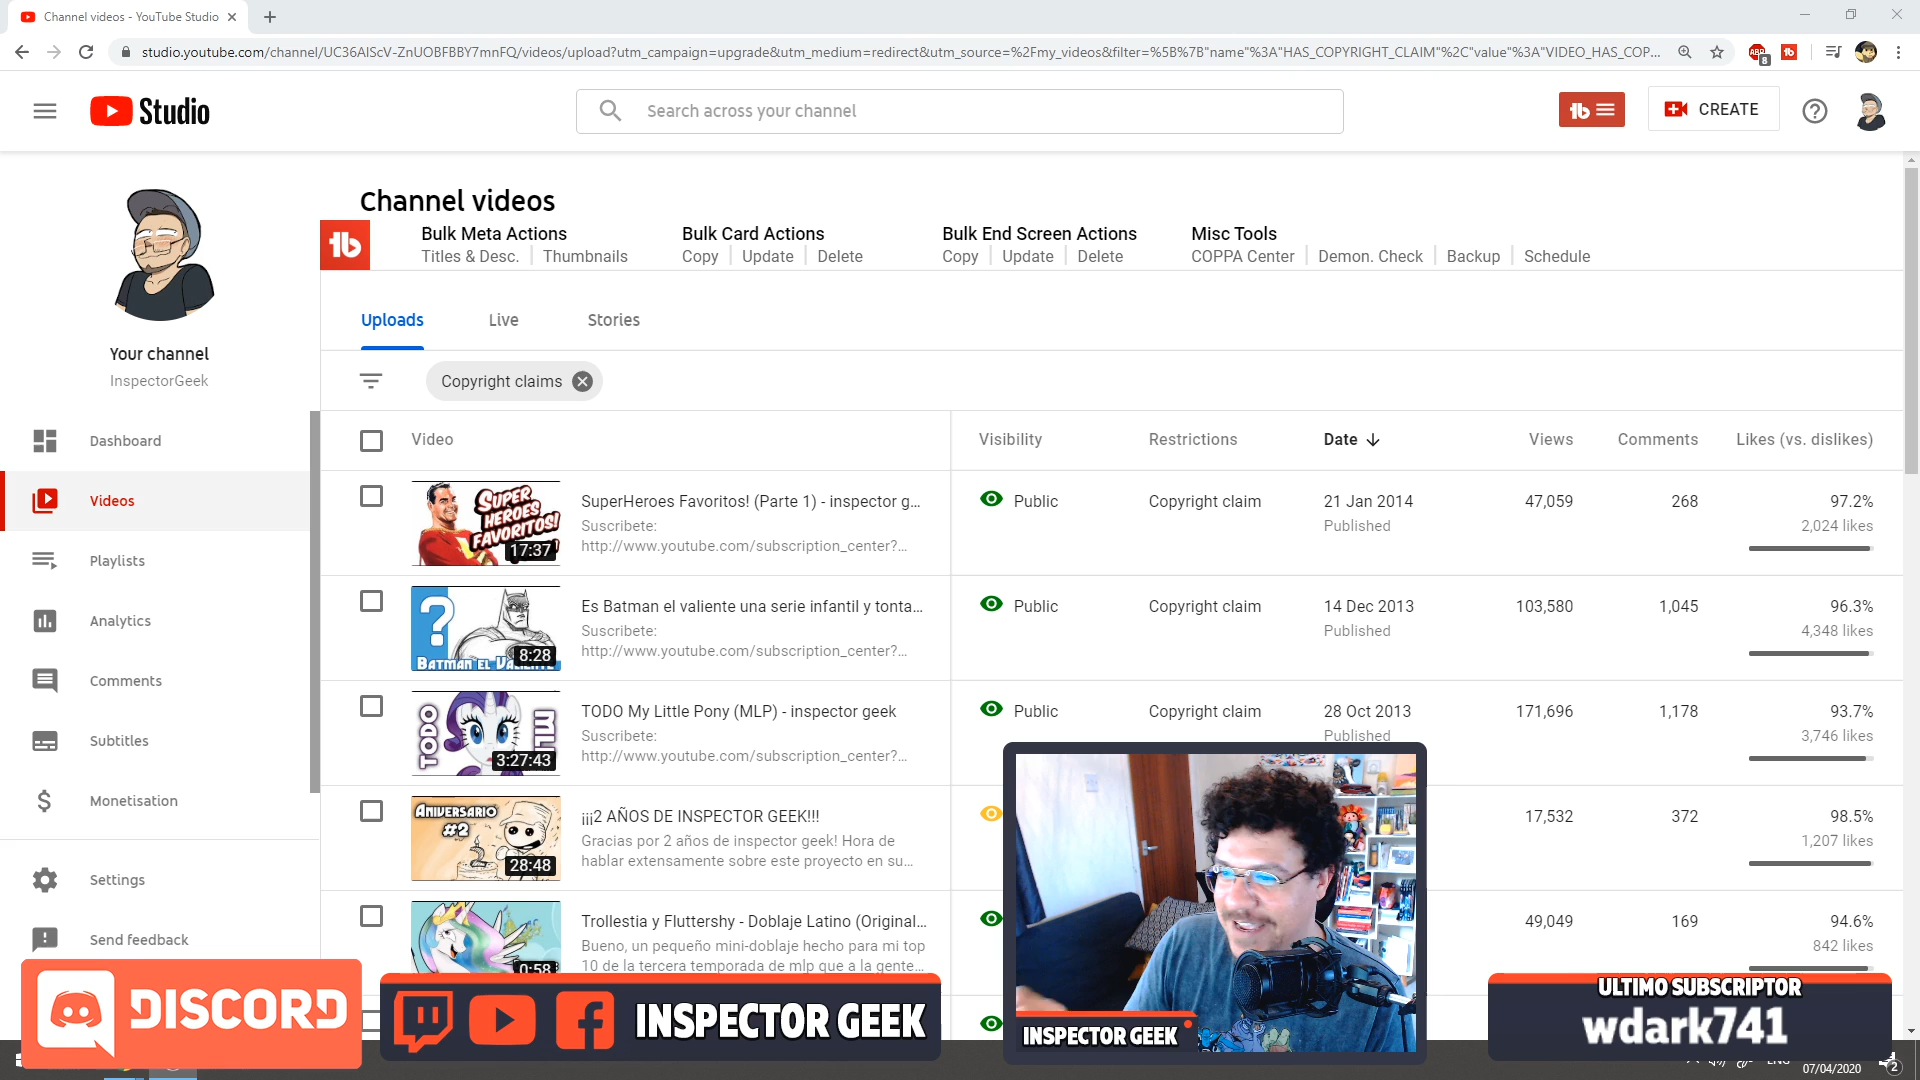 Channel videos - YouTube Studio
studio.youtube.com/channel/UC36AlScV-ZnUOBFBBY7mnFQ/videos/upload?utm_campaign=upgrade&utm_medium=redirect&utm_source=%2Fmy_videos&filter=%5B%7B"name"%3A"HAS_COPYRIGHT_CLAIM"%2C"value"%3A"VIDEO_HAS_COP...
ABP
8
Studio
Search across your channel
CREATE
Channel videos
Bulk Meta Actions
Titles & Desc.
Thumbnails
Bulk Card Actions
Copy
Update
Delete
Bulk End Screen Actions
Copy
Update
Delete
Misc Tools
COPPA Center
Demon. Check
Backup
Schedule
Uploads
Live
Stories
Copyright claims
Your channel
InspectorGeek
Dashboard
Videos
Playlists
Analytics
Comments
Subtitles
Monetisation
Settings
Send feedback
Video
Visibility
Restrictions
Date
Views
Comments
Likes (vs. dislikes)
SUPER HEROES FAVORITOS!
17:37
SuperHeroes Favoritos! (Parte 1) - inspector g...
Suscribete:
http://www.youtube.com/subscription_center?...
Public
Copyright claim
21 Jan 2014
Published
47,059
268
97.2%
2,024 likes
?
BATMAN EL VALIENTE
8:28
Es Batman el valiente una serie infantil y tonta...
Suscribete:
http://www.youtube.com/subscription_center?...
Public
Copyright claim
14 Dec 2013
Published
103,580
1,045
96.3%
4,348 likes
TODO
MLP
3:27:43
TODO My Little Pony (MLP) - inspector geek
Suscribete:
http://www.youtube.com/subscription_center?...
Public
Copyright claim
28 Oct 2013
Published
171,696
1,178
93.7%
3,746 likes
ANIVERSARIO
#2
28:48
¡¡¡2 AÑOS DE INSPECTOR GEEK!!!
Gracias por 2 años de inspector geek! Hora de
hablar extensamente sobre este proyecto en su...
17,532
372
98.5%
1,207 likes
0:58
Trollestia y Fluttershy - Doblaje Latino (Original...
Bueno, un pequeño mini-doblaje hecho para mi top
10 de la tercera temporada de mlp que a la gente...
49,049
169
94.6%
842 likes
DISCORD
INSPECTOR GEEK
INSPECTOR GEEK
ULTIMO SUBSCRIPTOR
wdark741
ENG
07/04/2020
2